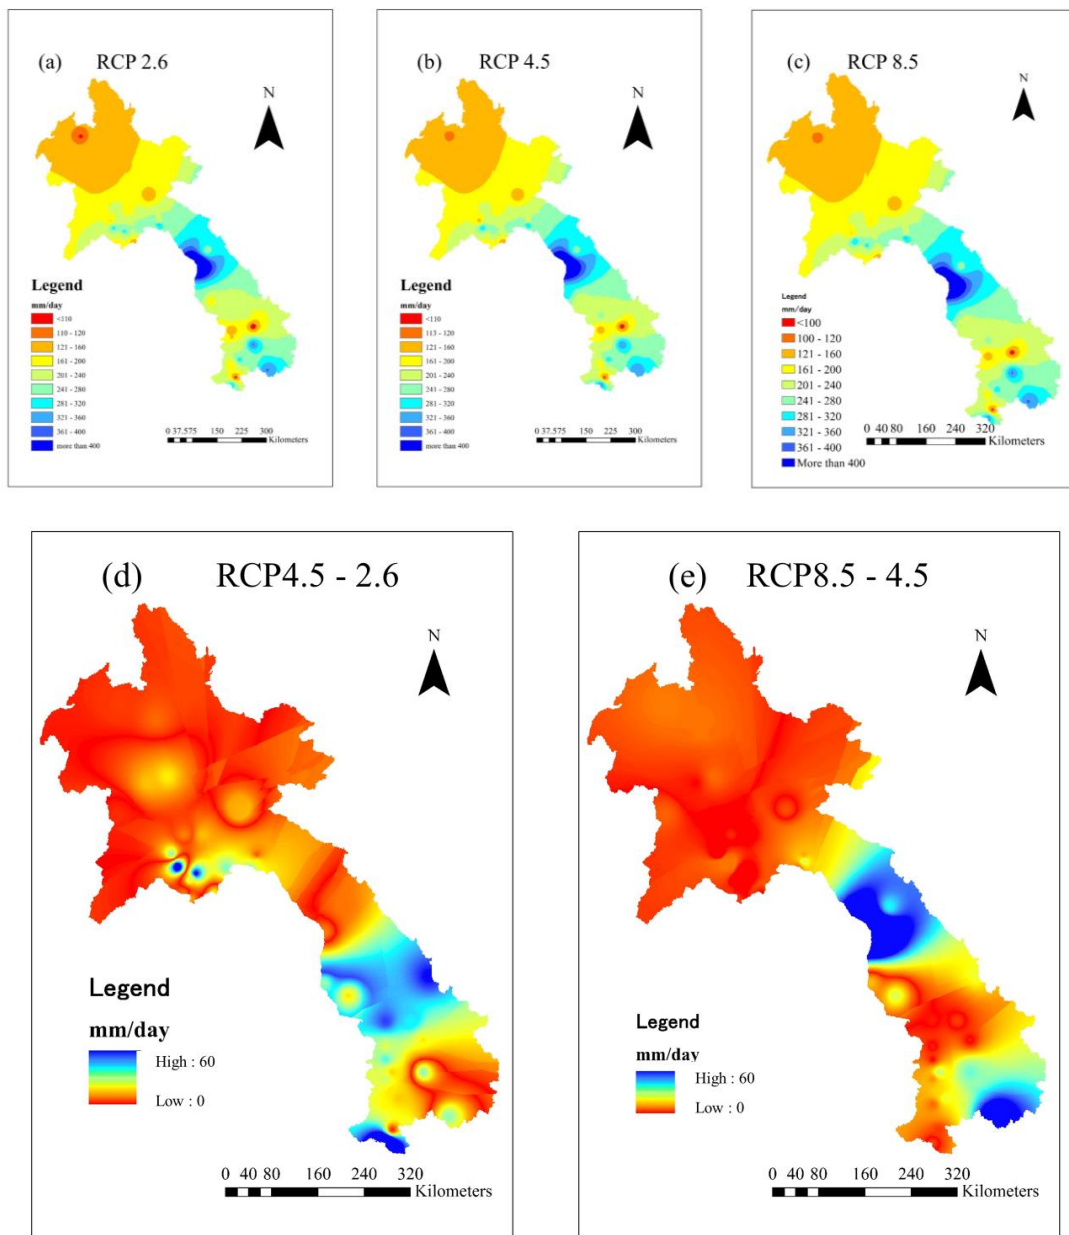 (a) RCP 2.6
N
Legend
mm/day
<110
110 - 120
121 - 160
161 - 200
201 - 240
241 - 280
281 - 320
321 - 360
361 - 400
more than 400
0 37.575 150 225 300
Kilometers
(b) RCP 4.5
N
Legend
mm/day
<110
113 - 120
121 - 160
161 - 200
201 - 240
241 - 280
281 - 320
321 - 360
361 - 400
more than 400
0 37.575 150 225 300
Kilometers
(c) RCP 8.5
N
Legend
mm/day
<100
100 - 120
121 - 160
161 - 200
201 - 240
241 - 280
281 - 320
321 - 360
361 - 400
More than 400
0 40 80 160 240 320
Kilometers
(d) RCP4.5 - 2.6
N
Legend
mm/day
High : 60
Low : 0
0 40 80 160 240 320
Kilometers
(e) RCP8.5 - 4.5
N
Legend
mm/day
High : 60
Low : 0
0 40 80 160 240 320
Kilometers